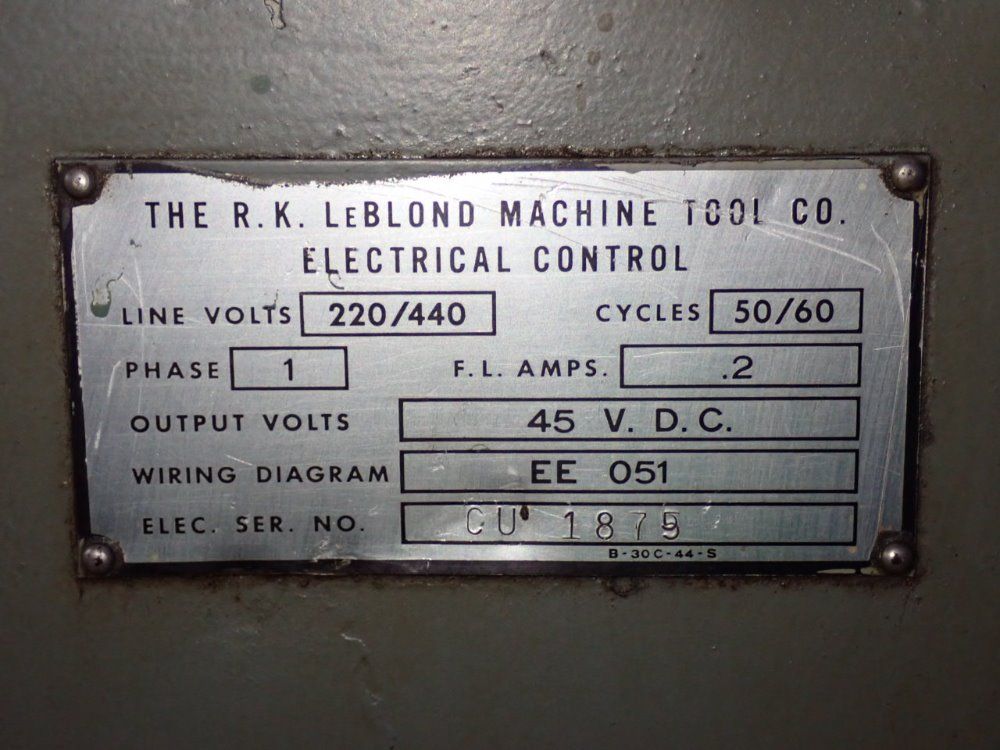 THE R. K. LeBLOND MACHINE TOOL CO.
ELECTRICAL CONTROL
LINE VOLTS 220/440 CYCLES 50/60
PHASE 1 F. L. AMPS. .2
OUTPUT VOLTS 45 V. D. C.
WIRING DIAGRAM EE 051
ELEC. SER. NO. CU 1875
B-30C-44-S